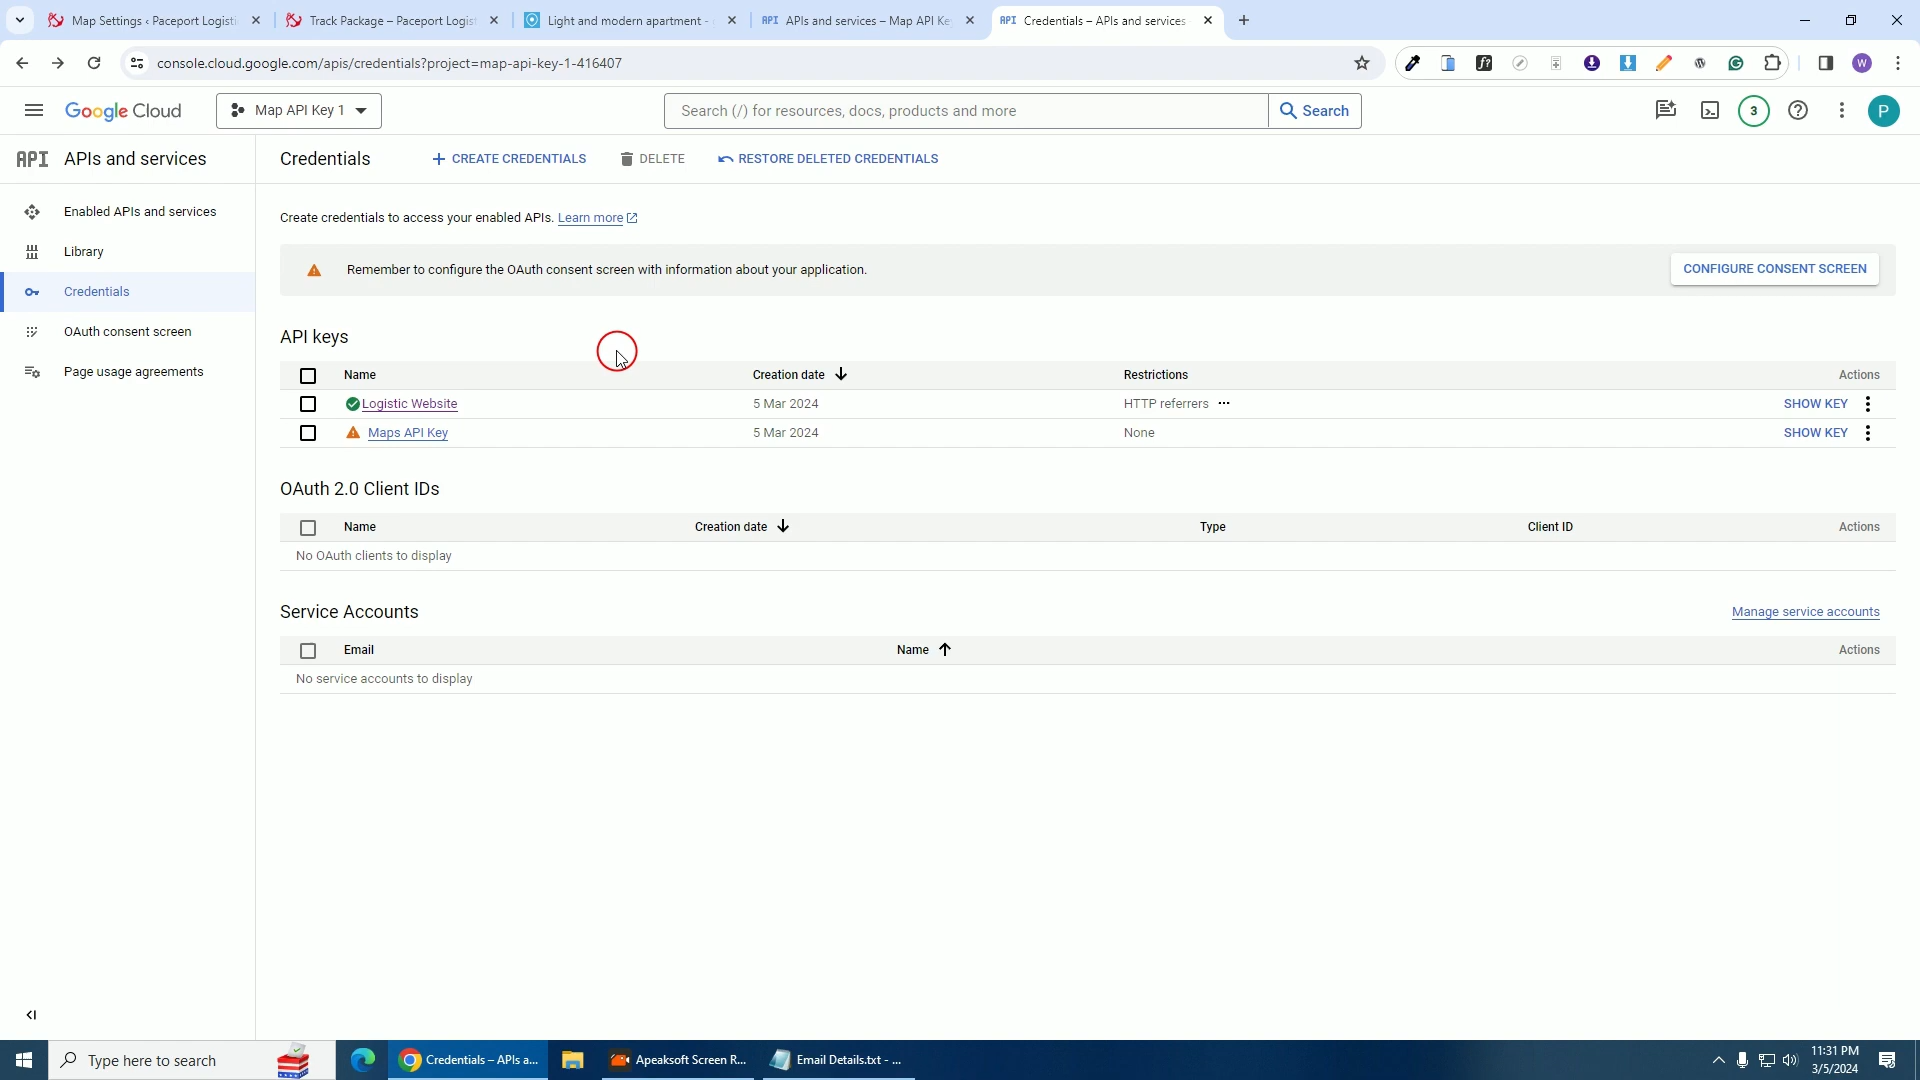 Map Settings ‹ Paceport Logisti
Track Package – Paceport Logist
Light and modern apartment -
API APIs and services – Map API Ke
API Credentials – APIs and services
console.cloud.google.com/apis/credentials?project=map-api-key-1-416407
W
Google Cloud
Map API Key 1
Search (/) for resources, docs, products and more
Search
3
P
API APIs and services
Credentials
CREATE CREDENTIALS
DELETE
RESTORE DELETED CREDENTIALS
Enabled APIs and services
Library
Credentials
OAuth consent screen
Page usage agreements
Create credentials to access your enabled APIs. Learn more
Remember to configure the OAuth consent screen with information about your application.
CONFIGURE CONSENT SCREEN
API keys
Name Creation date Restrictions Actions
Logistic Website 5 Mar 2024 HTTP referrers ... SHOW KEY
Maps API Key 5 Mar 2024 None SHOW KEY
OAuth 2.0 Client IDs
Name Creation date Type Client ID Actions
No OAuth clients to display
Service Accounts
Manage service accounts
Email Name Actions
No service accounts to display
Type here to search
Credentials – APIs a...
Apeaksoft Screen R...
Email Details.txt - ...
11:31 PM
3/5/2024